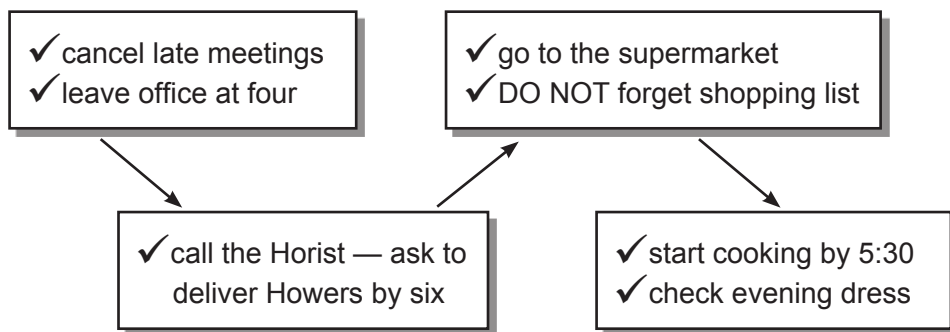 ✓ cancel late meetings
✓ leave office at four
✓ call the Horist — ask to
deliver Howers by six
✓ go to the supermarket
✓ DO NOT forget shopping list
✓ start cooking by 5:30
✓ check evening dress